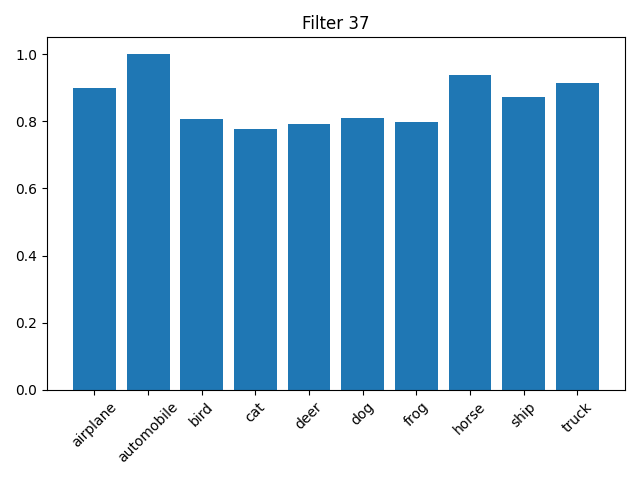 Filter 37
1.0
0.8
0.6
0.4
0.2
0.0
airplane
automobile
bird
cat
deer
dog
frog
horse
ship
truck